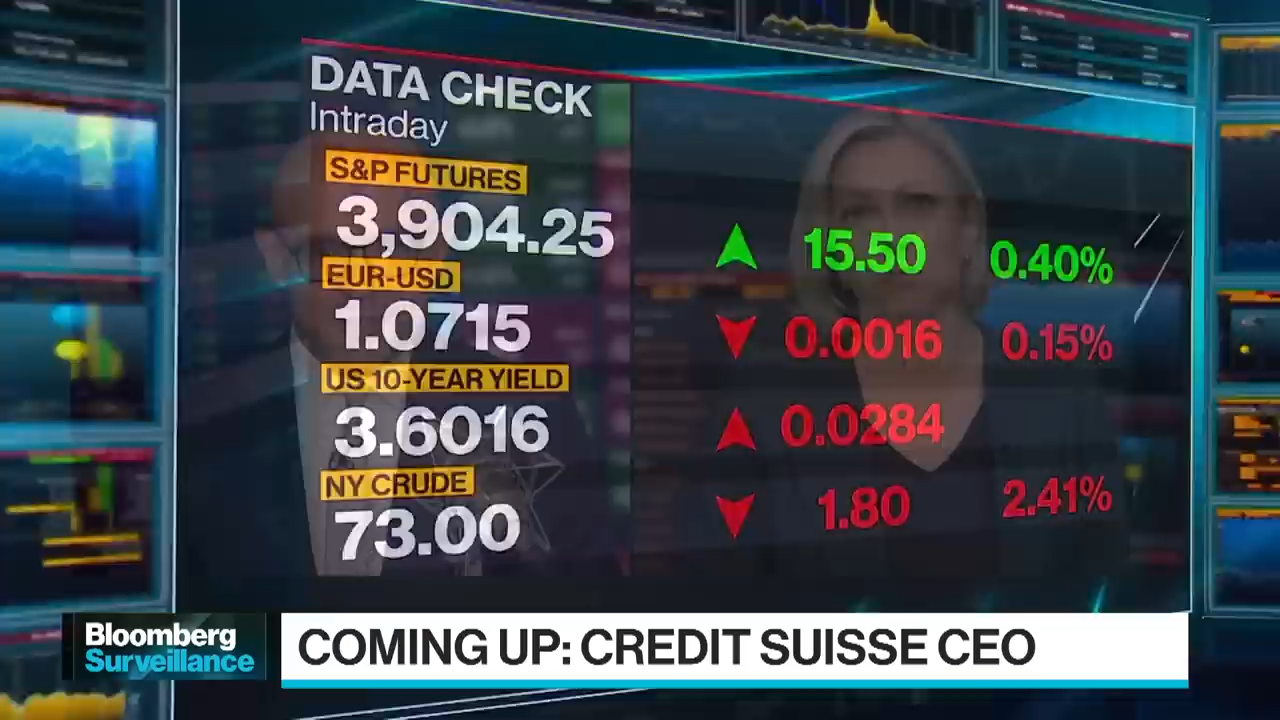 DATA CHECK
Intraday
S&P FUTURES
3,904.25
15.50 0.40%
EUR-USD
1.0715
0.0016 0.15%
US 10-YEAR YIELD
3.6016
0.0284
NY CRUDE
73.00
1.80 2.41%
Bloomberg
Surveillance
COMING UP: CREDIT SUISSE CEO